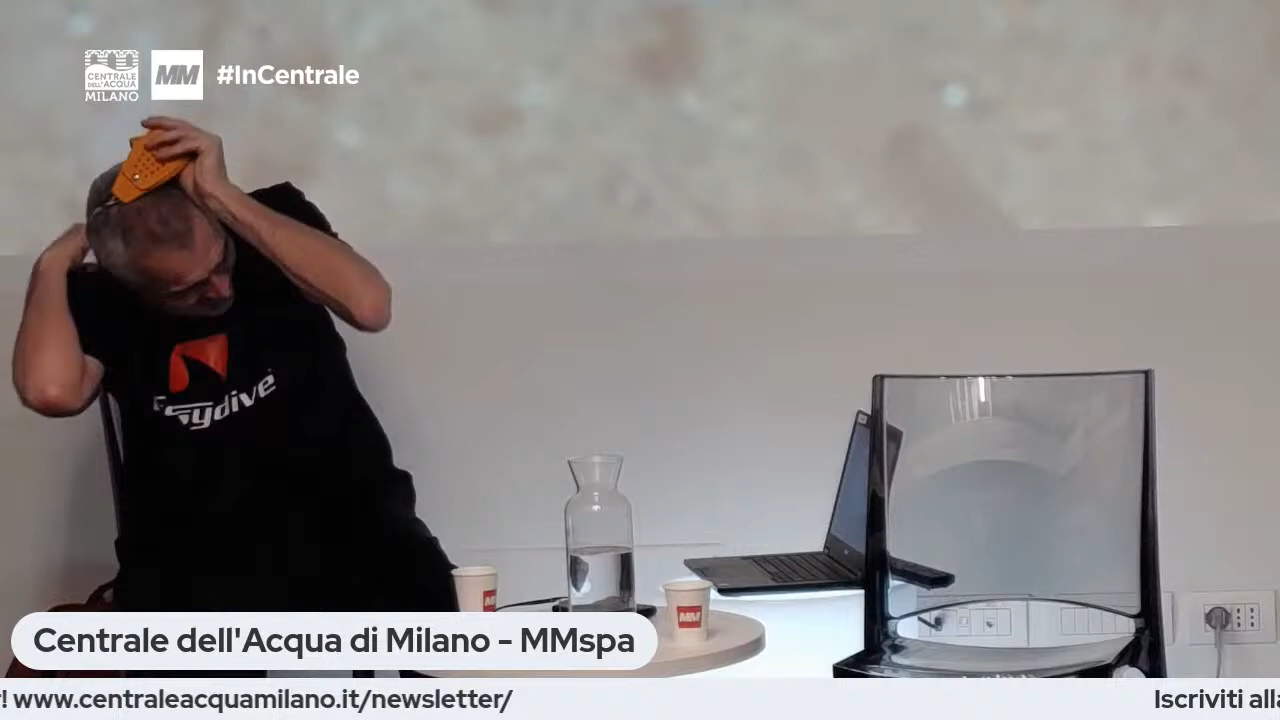 CENTRALE
DELL'ACQUA
MILANO
MM
#InCentrale
Easydive
MM
MM
Centrale dell'Acqua di Milano - MMspa
! www.centraleacquamilano.it/newsletter/
Iscriviti alla